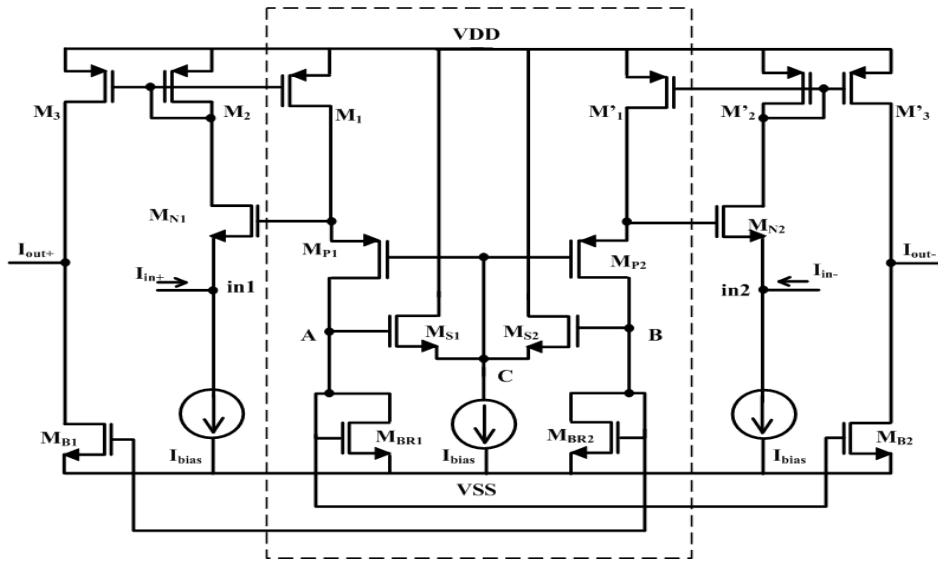 VDD
M3 M2 M1 M'1 M'2 M'3
MN1 MN2
Iout+ MP1 MP2 Iout-
Iin+ in1 in2 Iin-
A MS1 MS2 B
C
MB1 MBR1 MBR2 MB2
Ibias Ibias Ibias
VSS